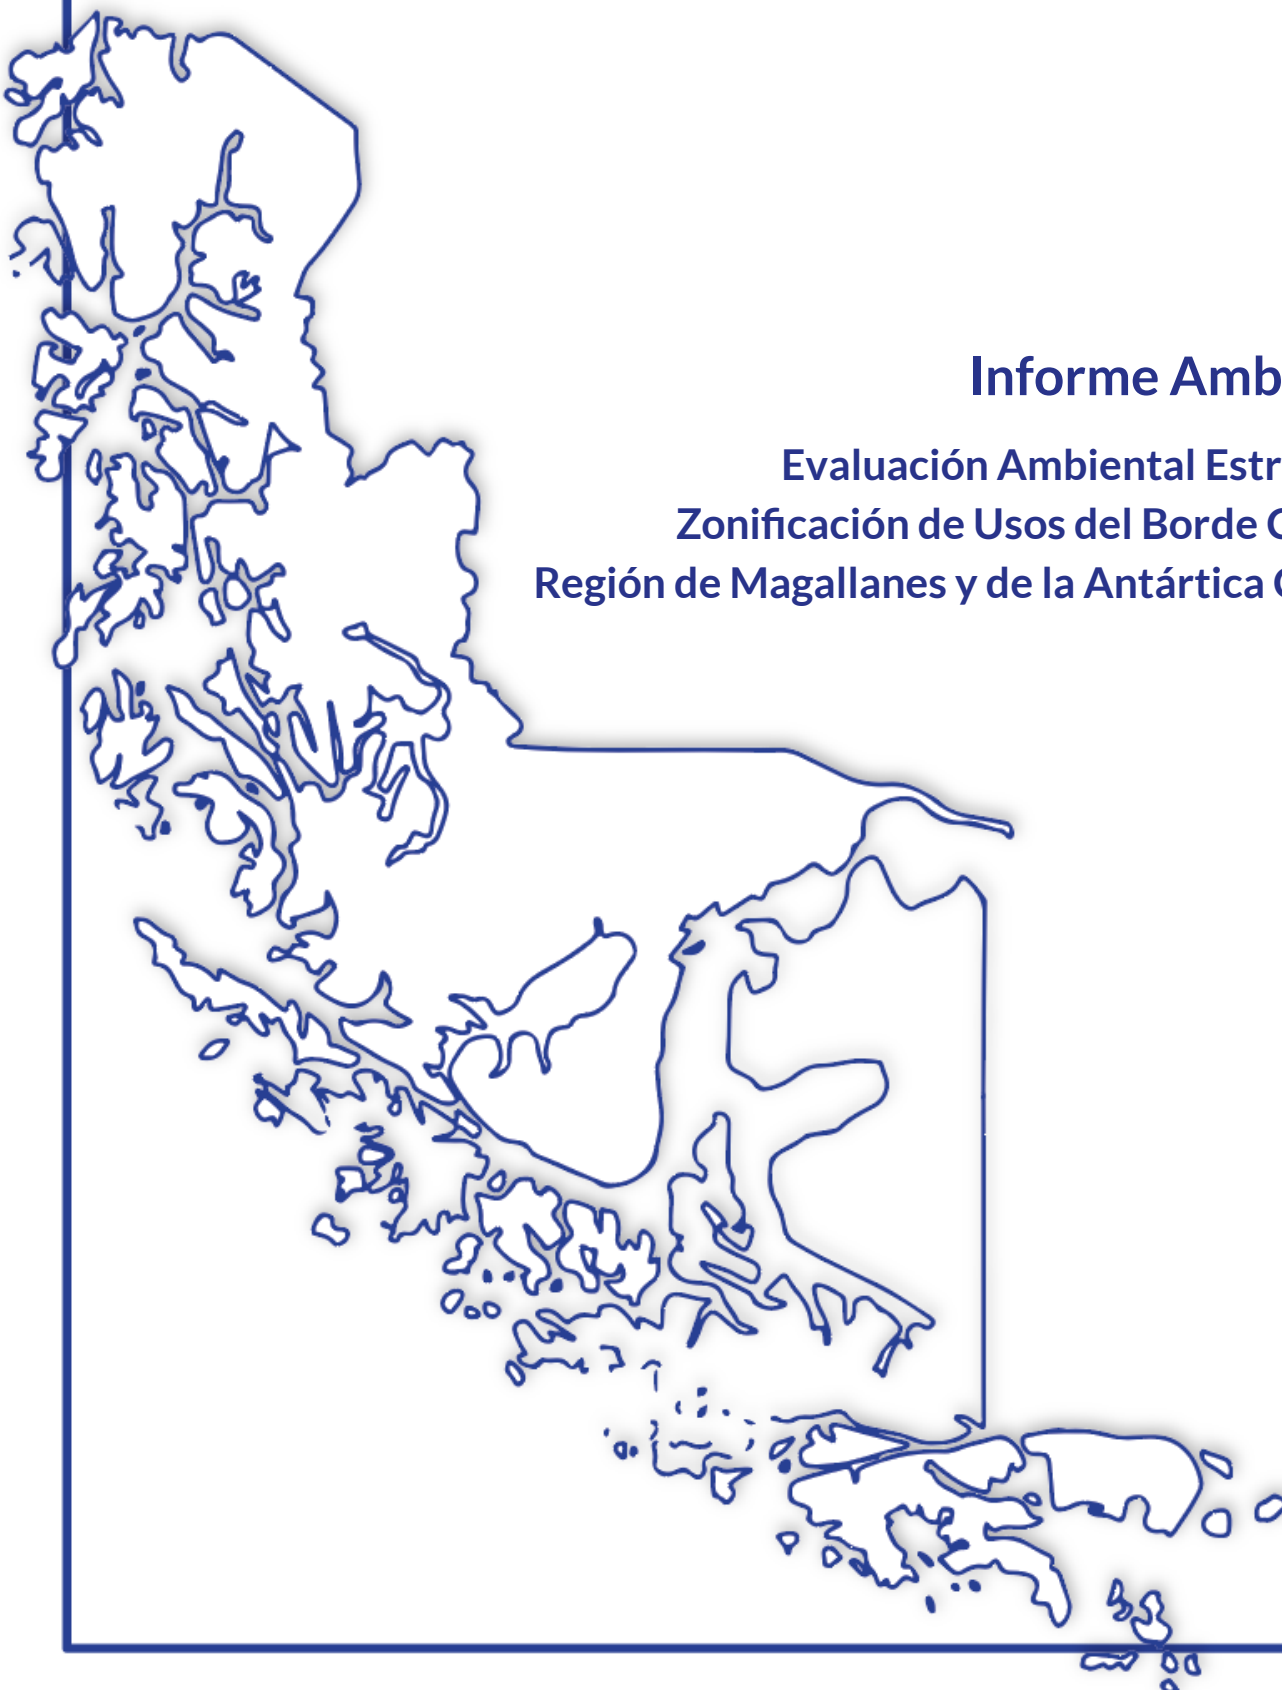 Informe Amb
Evaluación Ambiental Estr
Zonificación de Usos del Borde
Región de Magallanes y de la Antártica